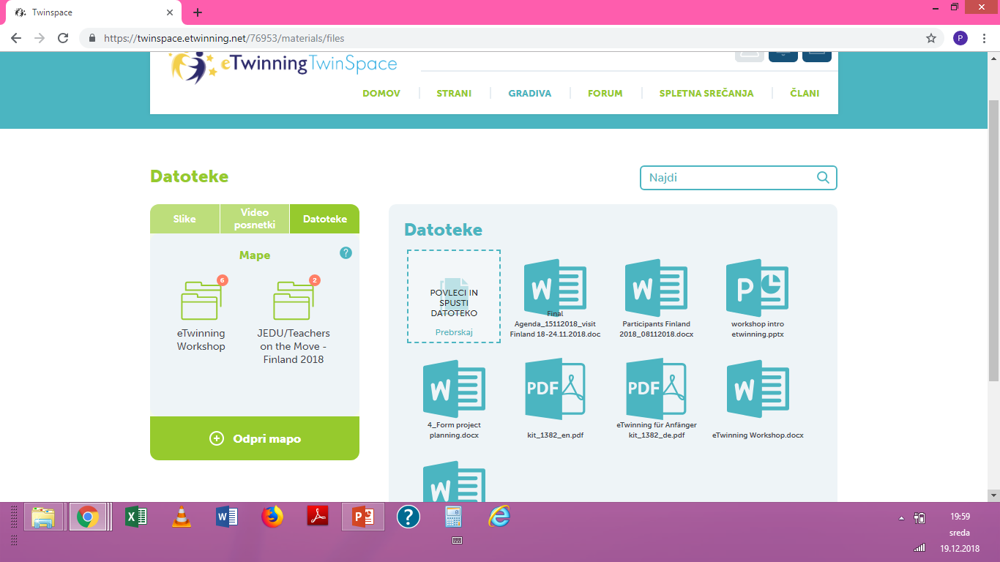 Twinspace
https://twinspace.etwinning.net/76953/materials/files
P
eTwinningTwinSpace
DOMOV
STRANI
GRADIVA
FORUM
SPLETNA SREČANJA
ČLANI
Datoteke
Najdi
Slike
Video
posnetki
Datoteke
Mape
?
6
2
eTwinning
Workshop
JEDU/Teachers
on the Move -
Finland 2018
Odpri mapo
Datoteke
POVLECI IN
SPUSTI
DATOTEKO
Prebrskaj
W
Final
Agenda_15112018_visit
Finland 18-24.11.2018.doc
W
Participants Finland
2018_08112018.docx
P
workshop intro
etwinning.pptx
W
4_Form project
planning.docx
PDF
kit_1382_en.pdf
PDF
eTwinning für Anfänger
kit_1382_de.pdf
W
eTwinning Workshop.docx
W
19:59
sreda
19.12.2018